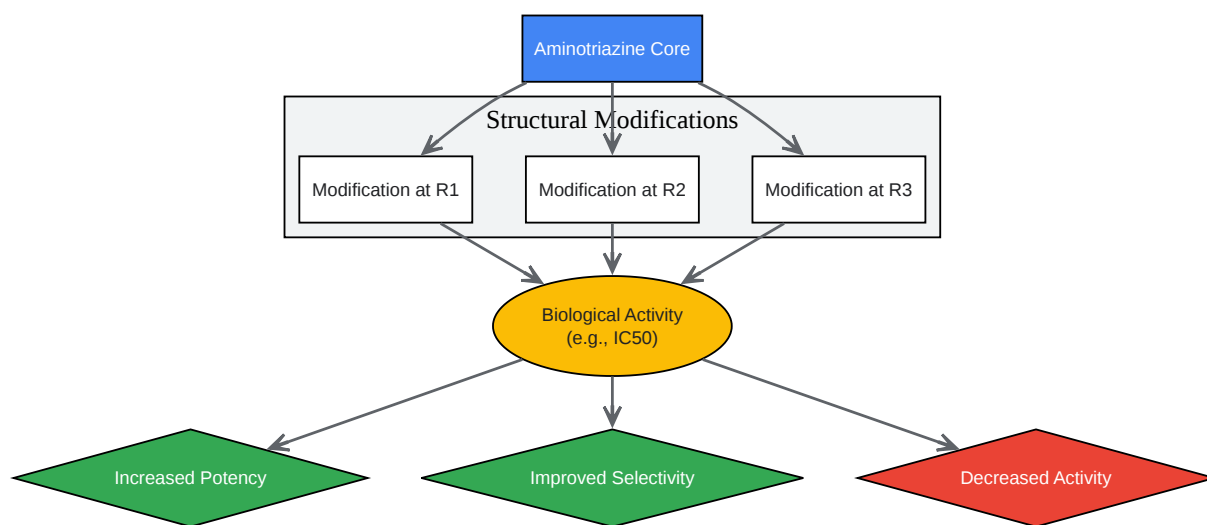 Aminotriazine Core
Structural Modifications
Modification at R1
Modification at R2
Modification at R3
Biological Activity
(e.g., IC50)
Increased Potency
Improved Selectivity
Decreased Activity